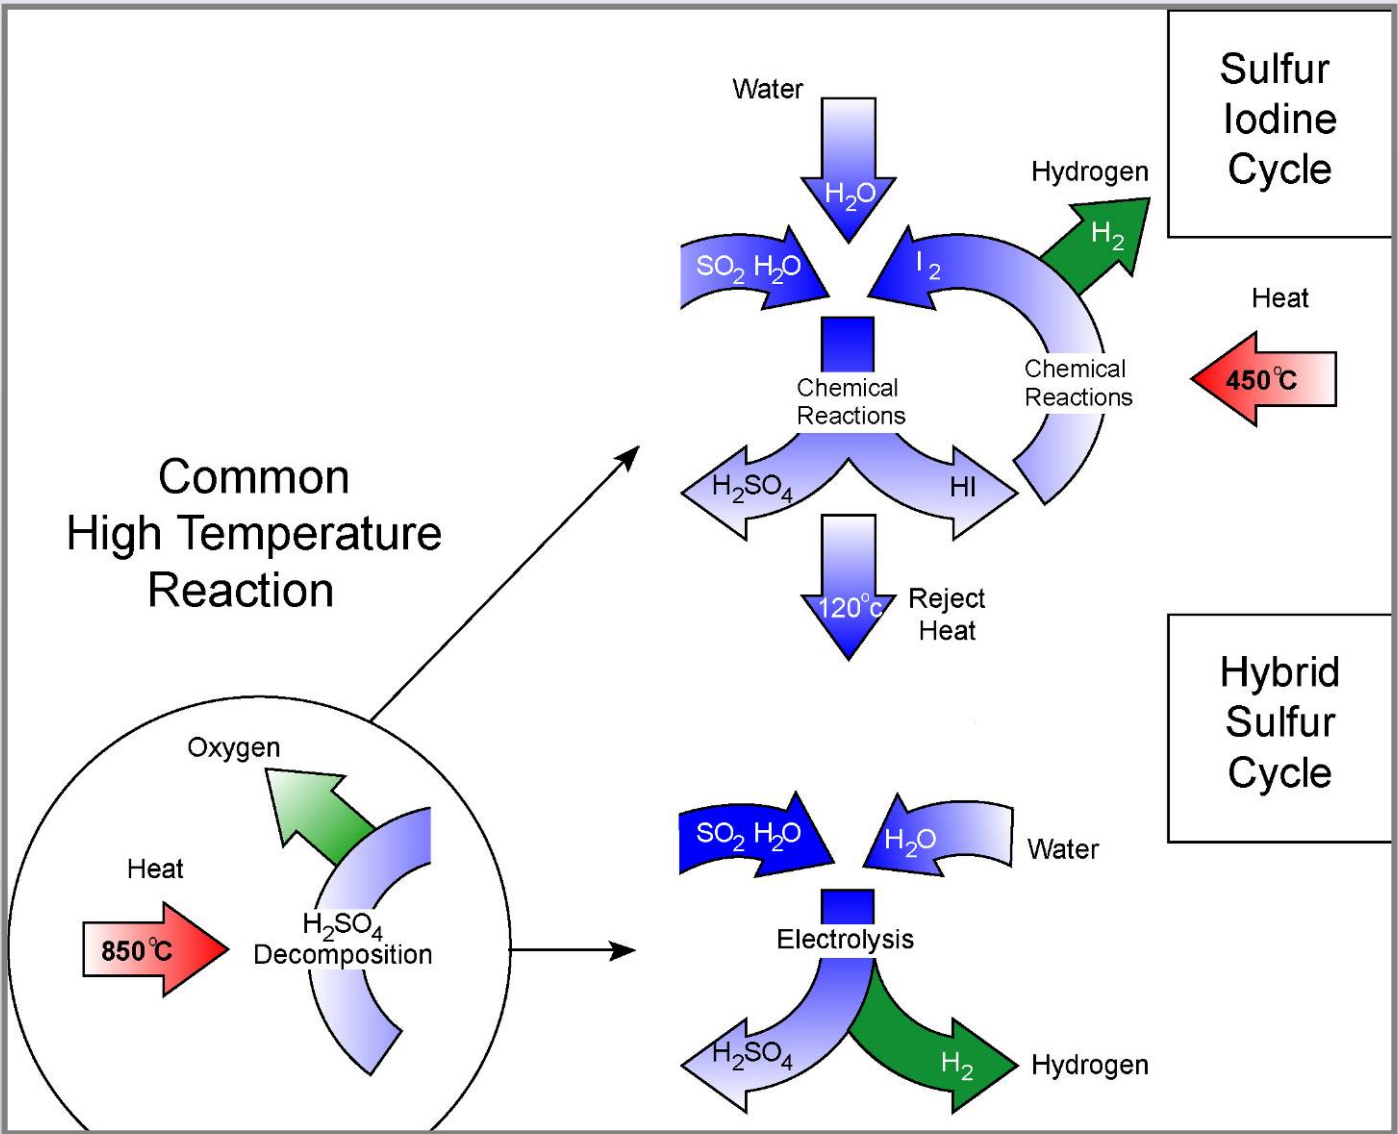 Sulfur
Iodine
Cycle
Water
H₂O
Hydrogen
H₂
SO₂ H₂O
I₂
Heat
450°C
Chemical
Reactions
Chemical
Reactions
H₂SO₄
HI
120°c
Reject
Heat
Common
High Temperature
Reaction
Oxygen
Heat
850°C
H₂SO₄
Decomposition
Hybrid
Sulfur
Cycle
SO₂ H₂O
H₂O
Water
Electrolysis
H₂SO₄
H₂
Hydrogen